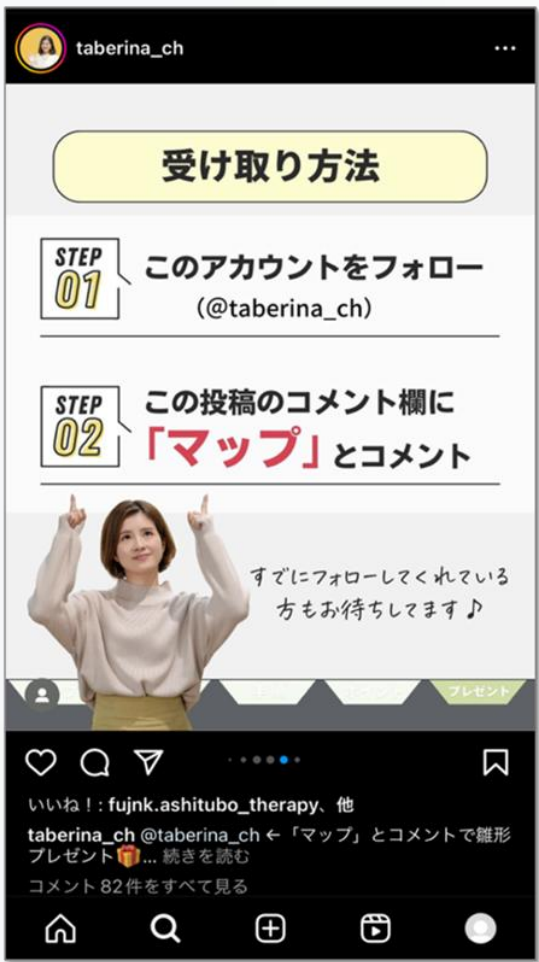 taberina_ch
受け取り方法
STEP
01
このアカウントをフォロー
(@taberina_ch)
STEP
02
この投稿のコメント欄に
「マップ」とコメント
すでにフォローしてくれている
方もお待ちしてます♪
プレゼント
いいね!: fujnk.ashitubo_therapy、他
taberina_ch @taberina_ch ←「マップ」とコメントで雛形
プレゼント🎁... 続きを読む
コメント82件をすべて見る